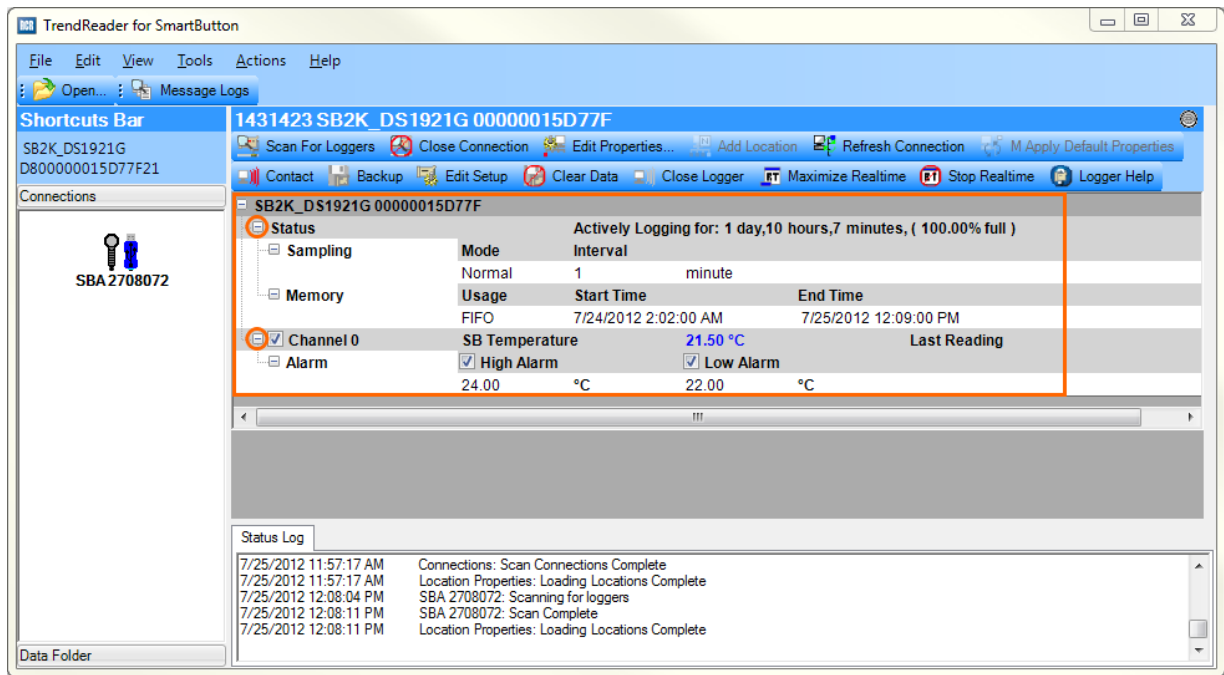 ACR TrendReader for SmartButton
File Edit View Tools Actions Help
Open... Message Logs
Shortcuts Bar
SB2K_DS1921G
D800000015D77F21
Connections
SBA 2708072
Data Folder
1431423 SB2K_DS1921G 00000015D77F
Scan For Loggers Close Connection Edit Properties... Add Location Refresh Connection M Apply Default Properties
Contact Backup Edit Setup Clear Data Close Logger RT Maximize Realtime RT Stop Realtime Logger Help
SB2K_DS1921G 00000015D77F
Status Actively Logging for: 1 day,10 hours,7 minutes, ( 100.00% full )
Sampling Mode Interval
Normal 1 minute
Memory Usage Start Time End Time
FIFO 7/24/2012 2:02:00 AM 7/25/2012 12:09:00 PM
Channel 0 SB Temperature 21.50 °C Last Reading
Alarm High Alarm Low Alarm
24.00 °C 22.00 °C
Status Log
7/25/2012 11:57:17 AM Connections: Scan Connections Complete
7/25/2012 11:57:17 AM Location Properties: Loading Locations Complete
7/25/2012 12:08:04 PM SBA 2708072: Scanning for loggers
7/25/2012 12:08:11 PM SBA 2708072: Scan Complete
7/25/2012 12:08:11 PM Location Properties: Loading Locations Complete